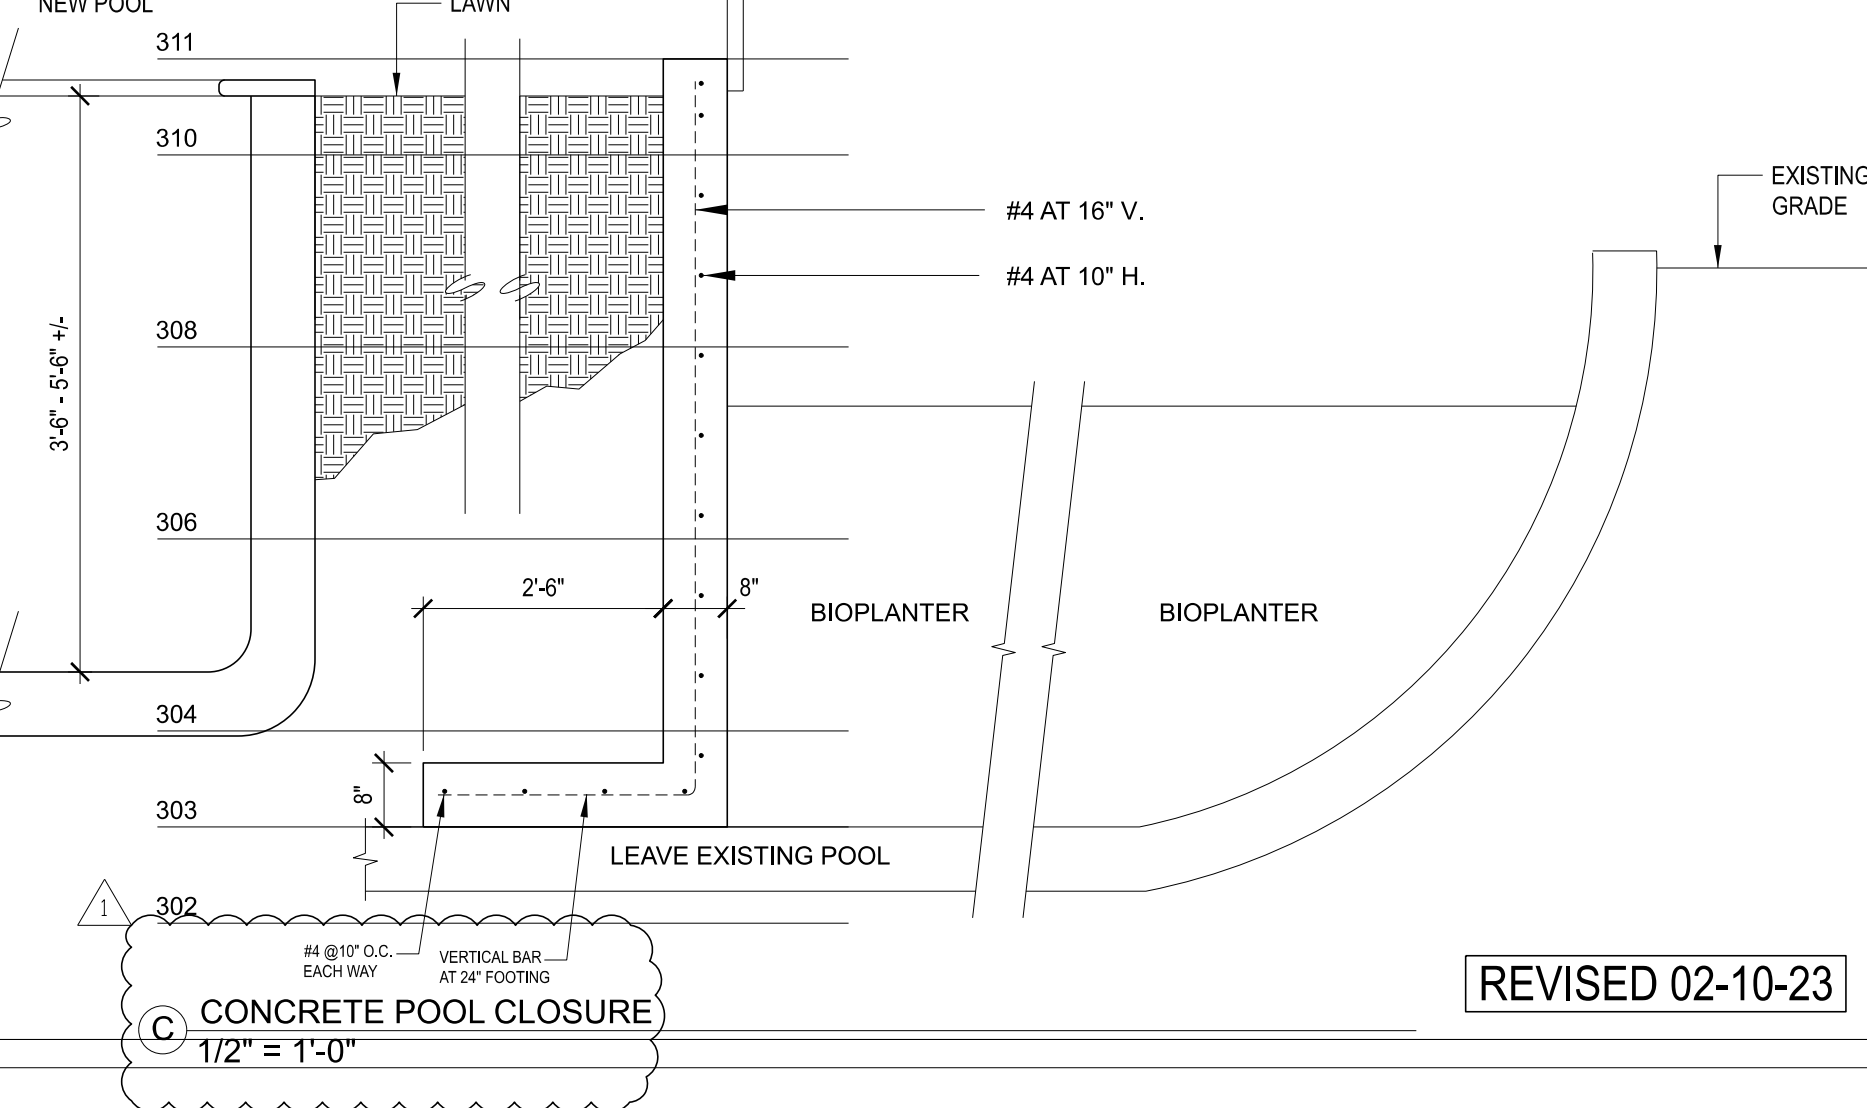 NEW POOL
LAWN
311
310
308
306
304
303
302
3'-6" - 5'-6" +/-
#4 AT 16" V.
#4 AT 10" H.
EXISTING
GRADE
2'-6"
8"
8"
BIOPLANTER
BIOPLANTER
LEAVE EXISTING POOL
1
#4 @10" O.C.
EACH WAY
VERTICAL BAR
AT 24" FOOTING
C
CONCRETE POOL CLOSURE
1/2" = 1'-0"
REVISED 02-10-23